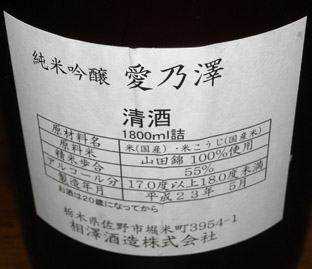 純米吟醸 愛乃澤
清酒
1800ml詰
原材料名 米(国産)・米こうじ(国産米)
原料米 山田錦100%使用
精米歩合 55%
アルコール分 17.0度以上18.0度未満
製造年月 平成23年 5月
お酒は20歳になってから
栃木県佐野市堀米町3954-1
相澤酒造株式会社